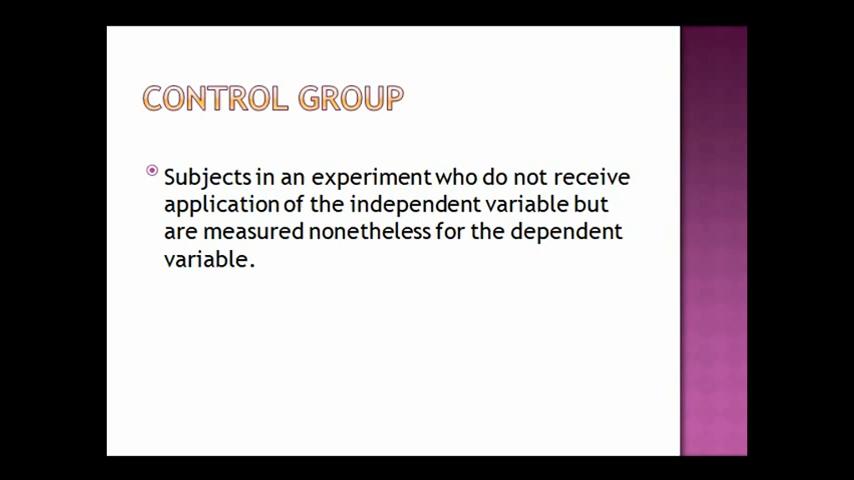 CONTROL GROUP
Subjects in an experiment who do not receive
application of the independent variable but
are measured nonetheless for the dependent
variable.